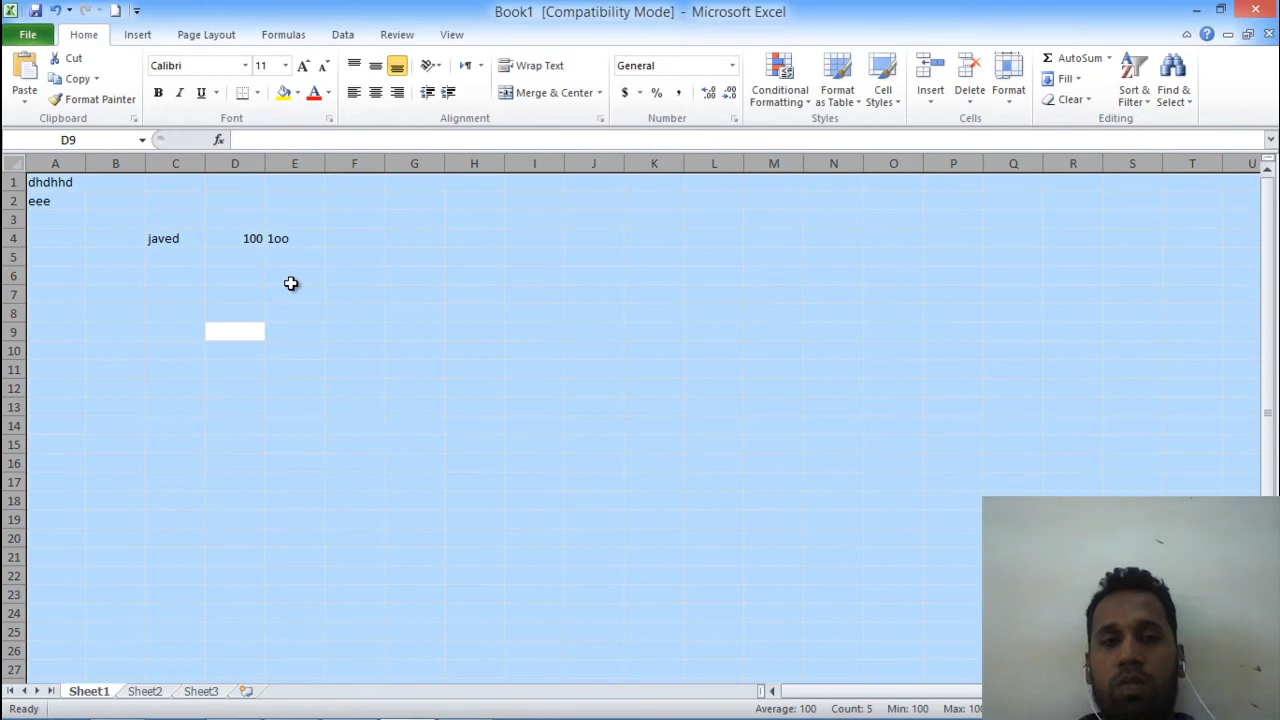 Book1 [Compatibility Mode] - Microsoft Excel
File Home Insert Page Layout Formulas Data Review View
Cut
Copy
Format Painter
Paste
Clipboard
Calibri 11
B I U
Font
Wrap Text
Merge & Center
Alignment
General
$ % ,
Number
Conditional Formatting
Format as Table
Cell Styles
Styles
Insert Delete Format
Cells
AutoSum
Fill
Clear
Sort & Filter
Find & Select
Editing
D9 fx
A B C D E F G H I J K L M N O P Q R S T U
1 dhdhhd
2 eee
3
4 javed 100 1oo
5
6
7
8
9
10
11
12
13
14
15
16
17
18
19
20
21
22
23
24
25
26
27
Sheet1 Sheet2 Sheet3
Ready Average: 100 Count: 5 Min: 100 Max: 10